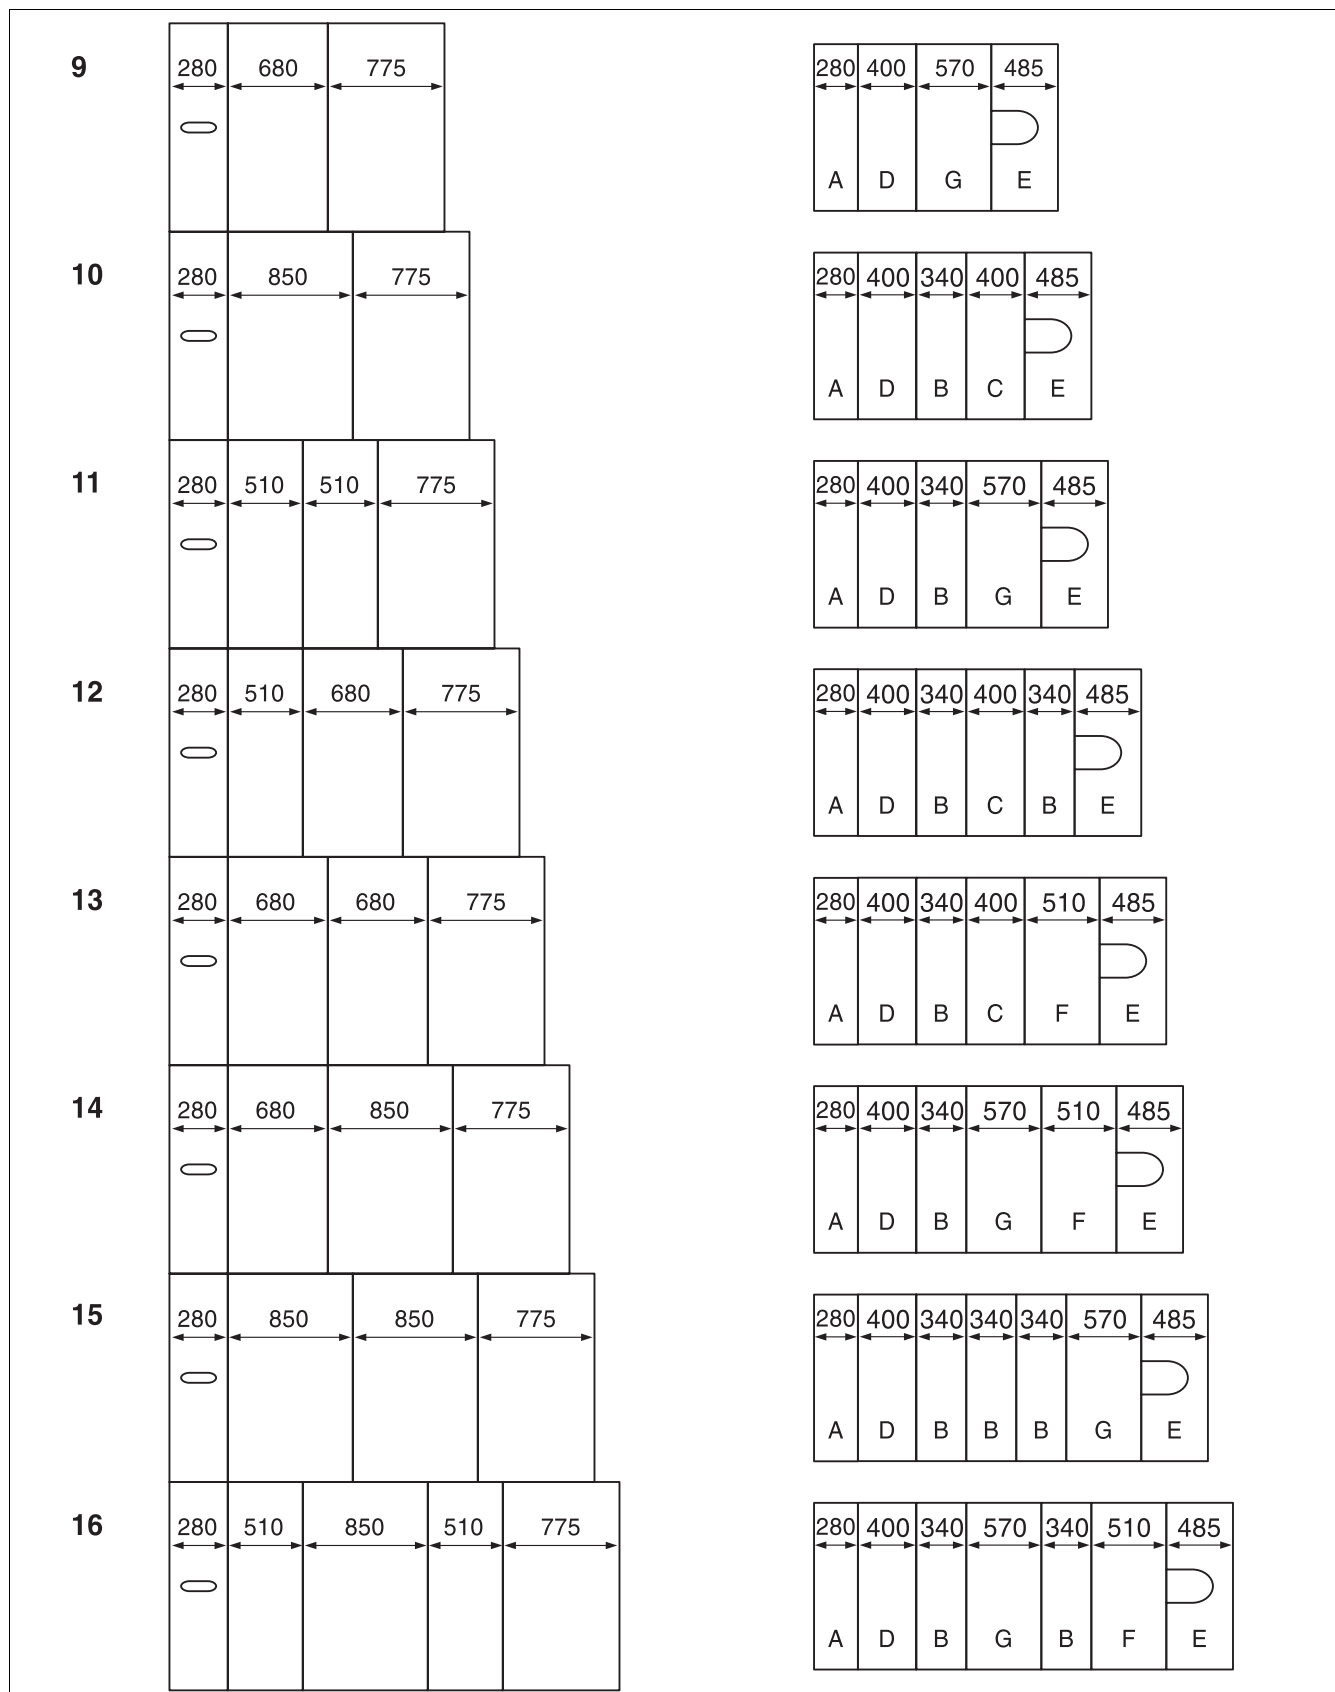 9 280 680 775 280 400 570 485
A D G E
10 280 850 775 280 400 340 400 485
A D B C E
11 280 510 510 775 280 400 340 570 485
A D B G E
12 280 510 680 775 280 400 340 400 340 485
A D B C B E
13 280 680 680 775 280 400 340 400 510 485
A D B C F E
14 280 680 850 775 280 400 340 570 510 485
A D B G F E
15 280 850 850 775 280 400 340 340 340 570 485
A D B B B G E
16 280 510 850 510 775 280 400 340 570 340 510 485
A D B G B F E